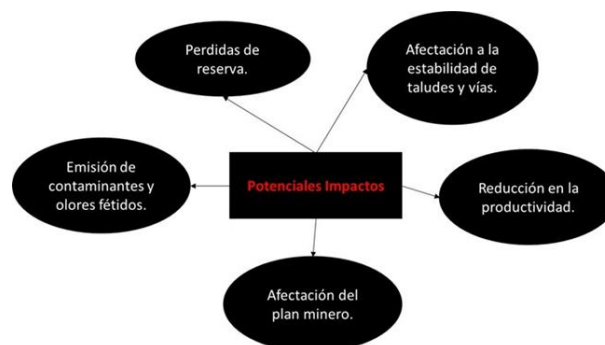 Perdidas de
reserva.
Afectación a la
estabilidad de
taludes y vías.
Emisión de
contaminantes y
olores fétidos.
Potenciales Impactos
Reducción en la
productividad.
Afectación del
plan minero.